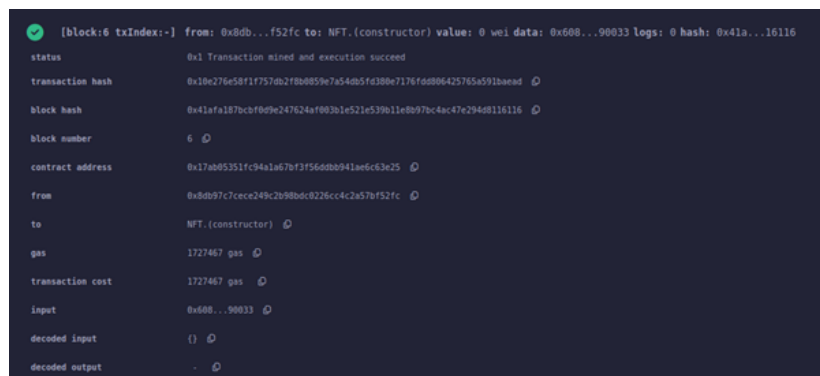 [block:6 txIndex:-] from: 0x8db...f52fc to: NFT.(constructor) value: 0 wei data: 0x608...90033 logs: 0 hash: 0x41a...16116
status 0x1 Transaction mined and execution succeed
transaction hash 0x10e276e58f1f757db2f8b0859e7a54db5fd380e7176fdd806425765a591baead
block hash 0x41afa187bcbf0d9e247624af003b1e521e539b11e8b97bc4ac47e294d8116116
block number 6
contract address 0x17ab05351fc94a1a67bf3f56ddbb941ae6c63e25
from 0x8db97c7cece249c2b98bdc0226cc4c2a57bf52fc
to NFT.(constructor)
gas 1727467 gas
transaction cost 1727467 gas
input 0x608...90033
decoded input {}
decoded output -